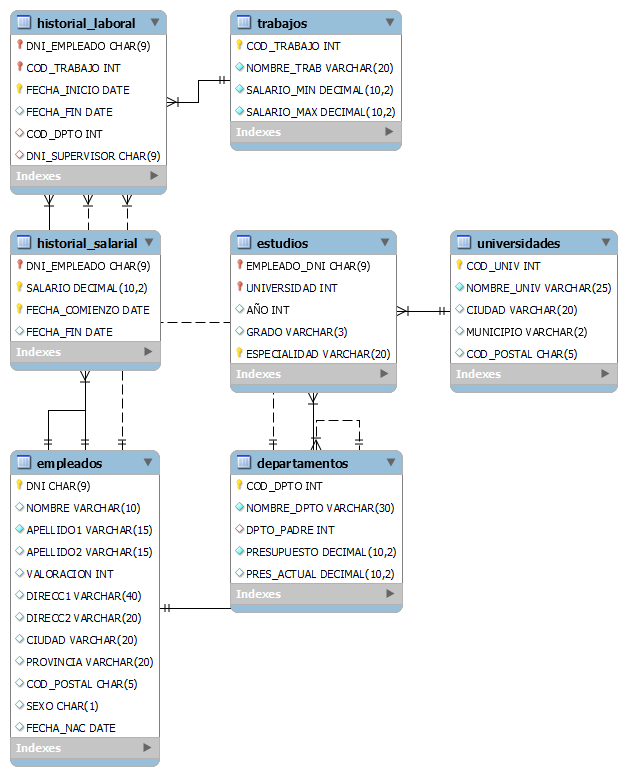 historial_laboral
DNI_EMPLEADO CHAR(9)
COD_TRABAJO INT
FECHA_INICIO DATE
FECHA_FIN DATE
COD_DPTO INT
DNI_SUPERVISOR CHAR(9)
Indexes
trabajos
COD_TRABAJO INT
NOMBRE_TRAB VARCHAR(20)
SALARIO_MIN DECIMAL(10,2)
SALARIO_MAX DECIMAL(10,2)
Indexes
historial_salarial
DNI_EMPLEADO CHAR(9)
SALARIO DECIMAL(10,2)
FECHA_COMIENZO DATE
FECHA_FIN DATE
Indexes
estudios
EMPLEADO_DNI CHAR(9)
UNIVERSIDAD INT
AÑO INT
GRADO VARCHAR(3)
ESPECIALIDAD VARCHAR(20)
Indexes
universidades
COD_UNIV INT
NOMBRE_UNIV VARCHAR(25)
CIUDAD VARCHAR(20)
MUNICIPIO VARCHAR(2)
COD_POSTAL CHAR(5)
Indexes
empleados
DNI CHAR(9)
NOMBRE VARCHAR(10)
APELLIDO1 VARCHAR(15)
APELLIDO2 VARCHAR(15)
VALORACION INT
DIRECC1 VARCHAR(40)
DIRECC2 VARCHAR(20)
CIUDAD VARCHAR(20)
PROVINCIA VARCHAR(20)
COD_POSTAL CHAR(5)
SEXO CHAR(1)
FECHA_NAC DATE
Indexes
departamentos
COD_DPTO INT
NOMBRE_DPTO VARCHAR(30)
DPTO_PADRE INT
PRESUPUESTO DECIMAL(10,2)
PRES_ACTUAL DECIMAL(10,2)
Indexes